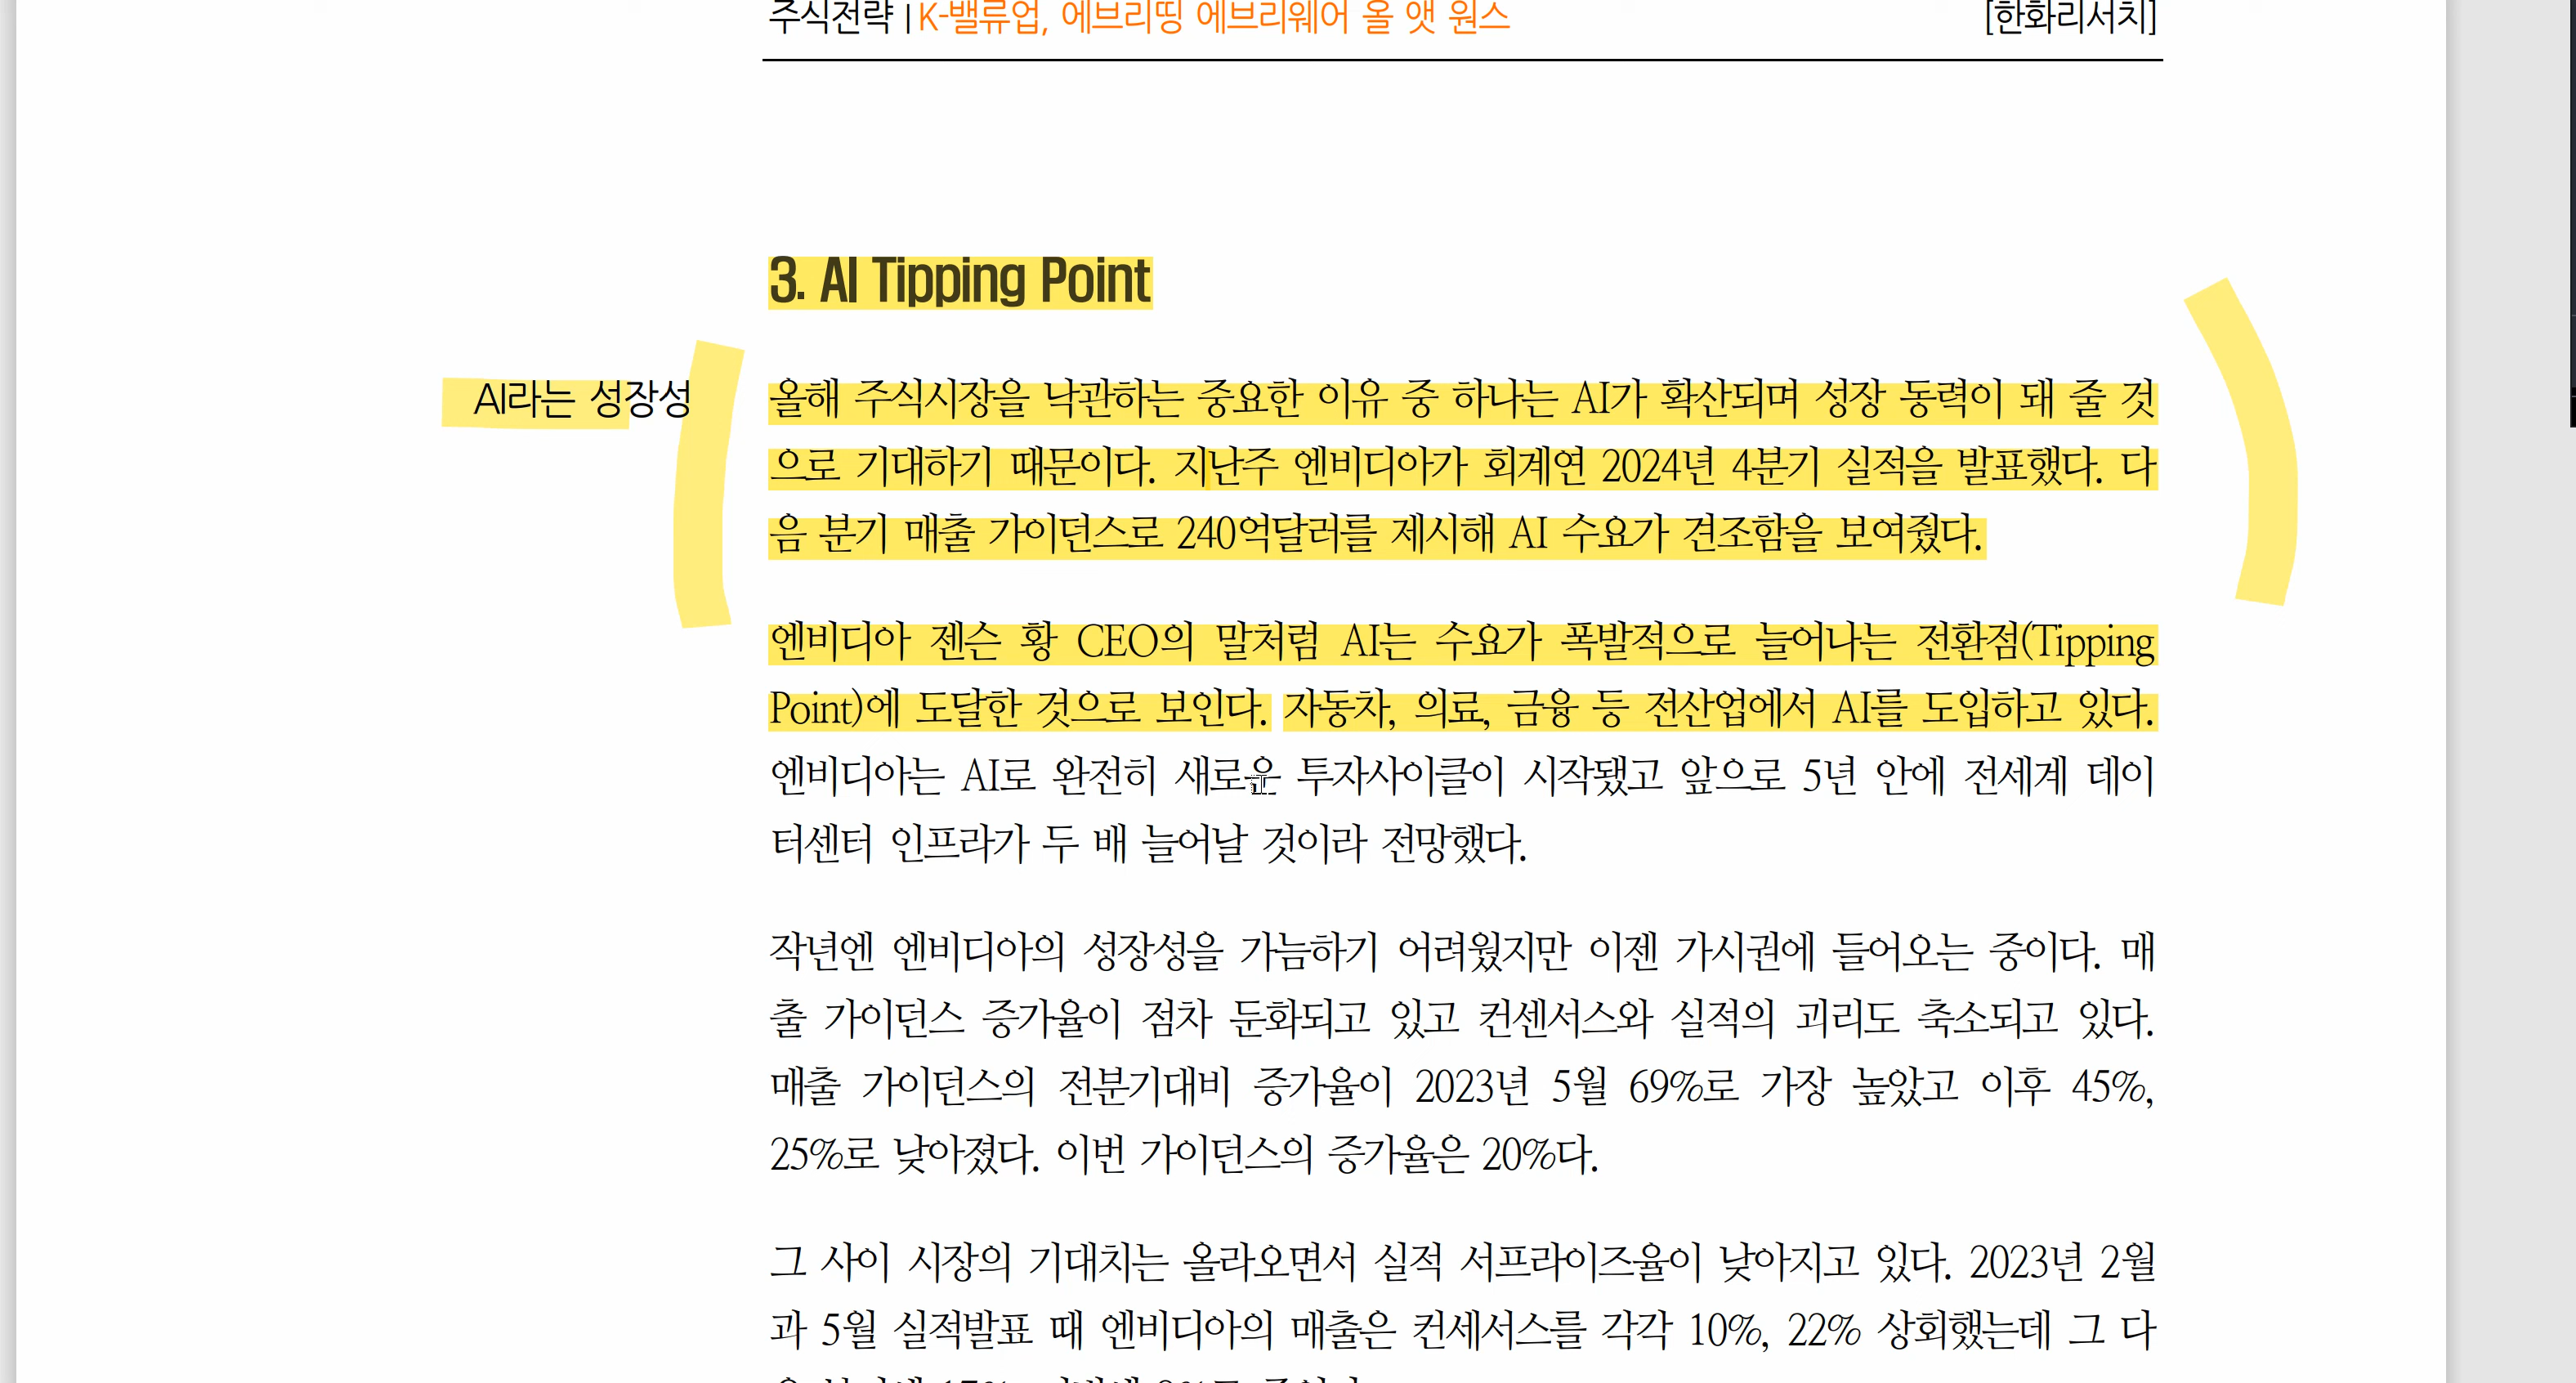 주식전략 | K-밸류업, 에브리띵 에브리웨어 올 앳 원스 [한화리서치]
3. AI Tipping Point
AI라는 성장성
올해 주식시장을 낙관하는 중요한 이유 중 하나는 AI가 확산되며 성장 동력이 돼 줄 것
으로 기대하기 때문이다. 지난주 엔비디아가 회계연 2024년 4분기 실적을 발표했다. 다
음 분기 매출 가이던스로 240억달러를 제시해 AI 수요가 견조함을 보여줬다.
엔비디아 젠슨 황 CEO의 말처럼 AI는 수요가 폭발적으로 늘어나는 전환점(Tipping
Point)에 도달한 것으로 보인다. 자동차, 의료, 금융 등 전산업에서 AI를 도입하고 있다.
엔비디아는 AI로 완전히 새로운 투자사이클이 시작됐고 앞으로 5년 안에 전세계 데이
터센터 인프라가 두 배 늘어날 것이라 전망했다.
작년엔 엔비디아의 성장성을 가늠하기 어려웠지만 이젠 가시권에 들어오는 중이다. 매
출 가이던스 증가율이 점차 둔화되고 있고 컨센서스와 실적의 괴리도 축소되고 있다.
매출 가이던스의 전분기대비 증가율이 2023년 5월 69%로 가장 높았고 이후 45%,
25%로 낮아졌다. 이번 가이던스의 증가율은 20%다.
그 사이 시장의 기대치는 올라오면서 실적 서프라이즈율이 낮아지고 있다. 2023년 2월
과 5월 실적발표 때 엔비디아의 매출은 컨세서스를 각각 10%, 22% 상회했는데 그 다